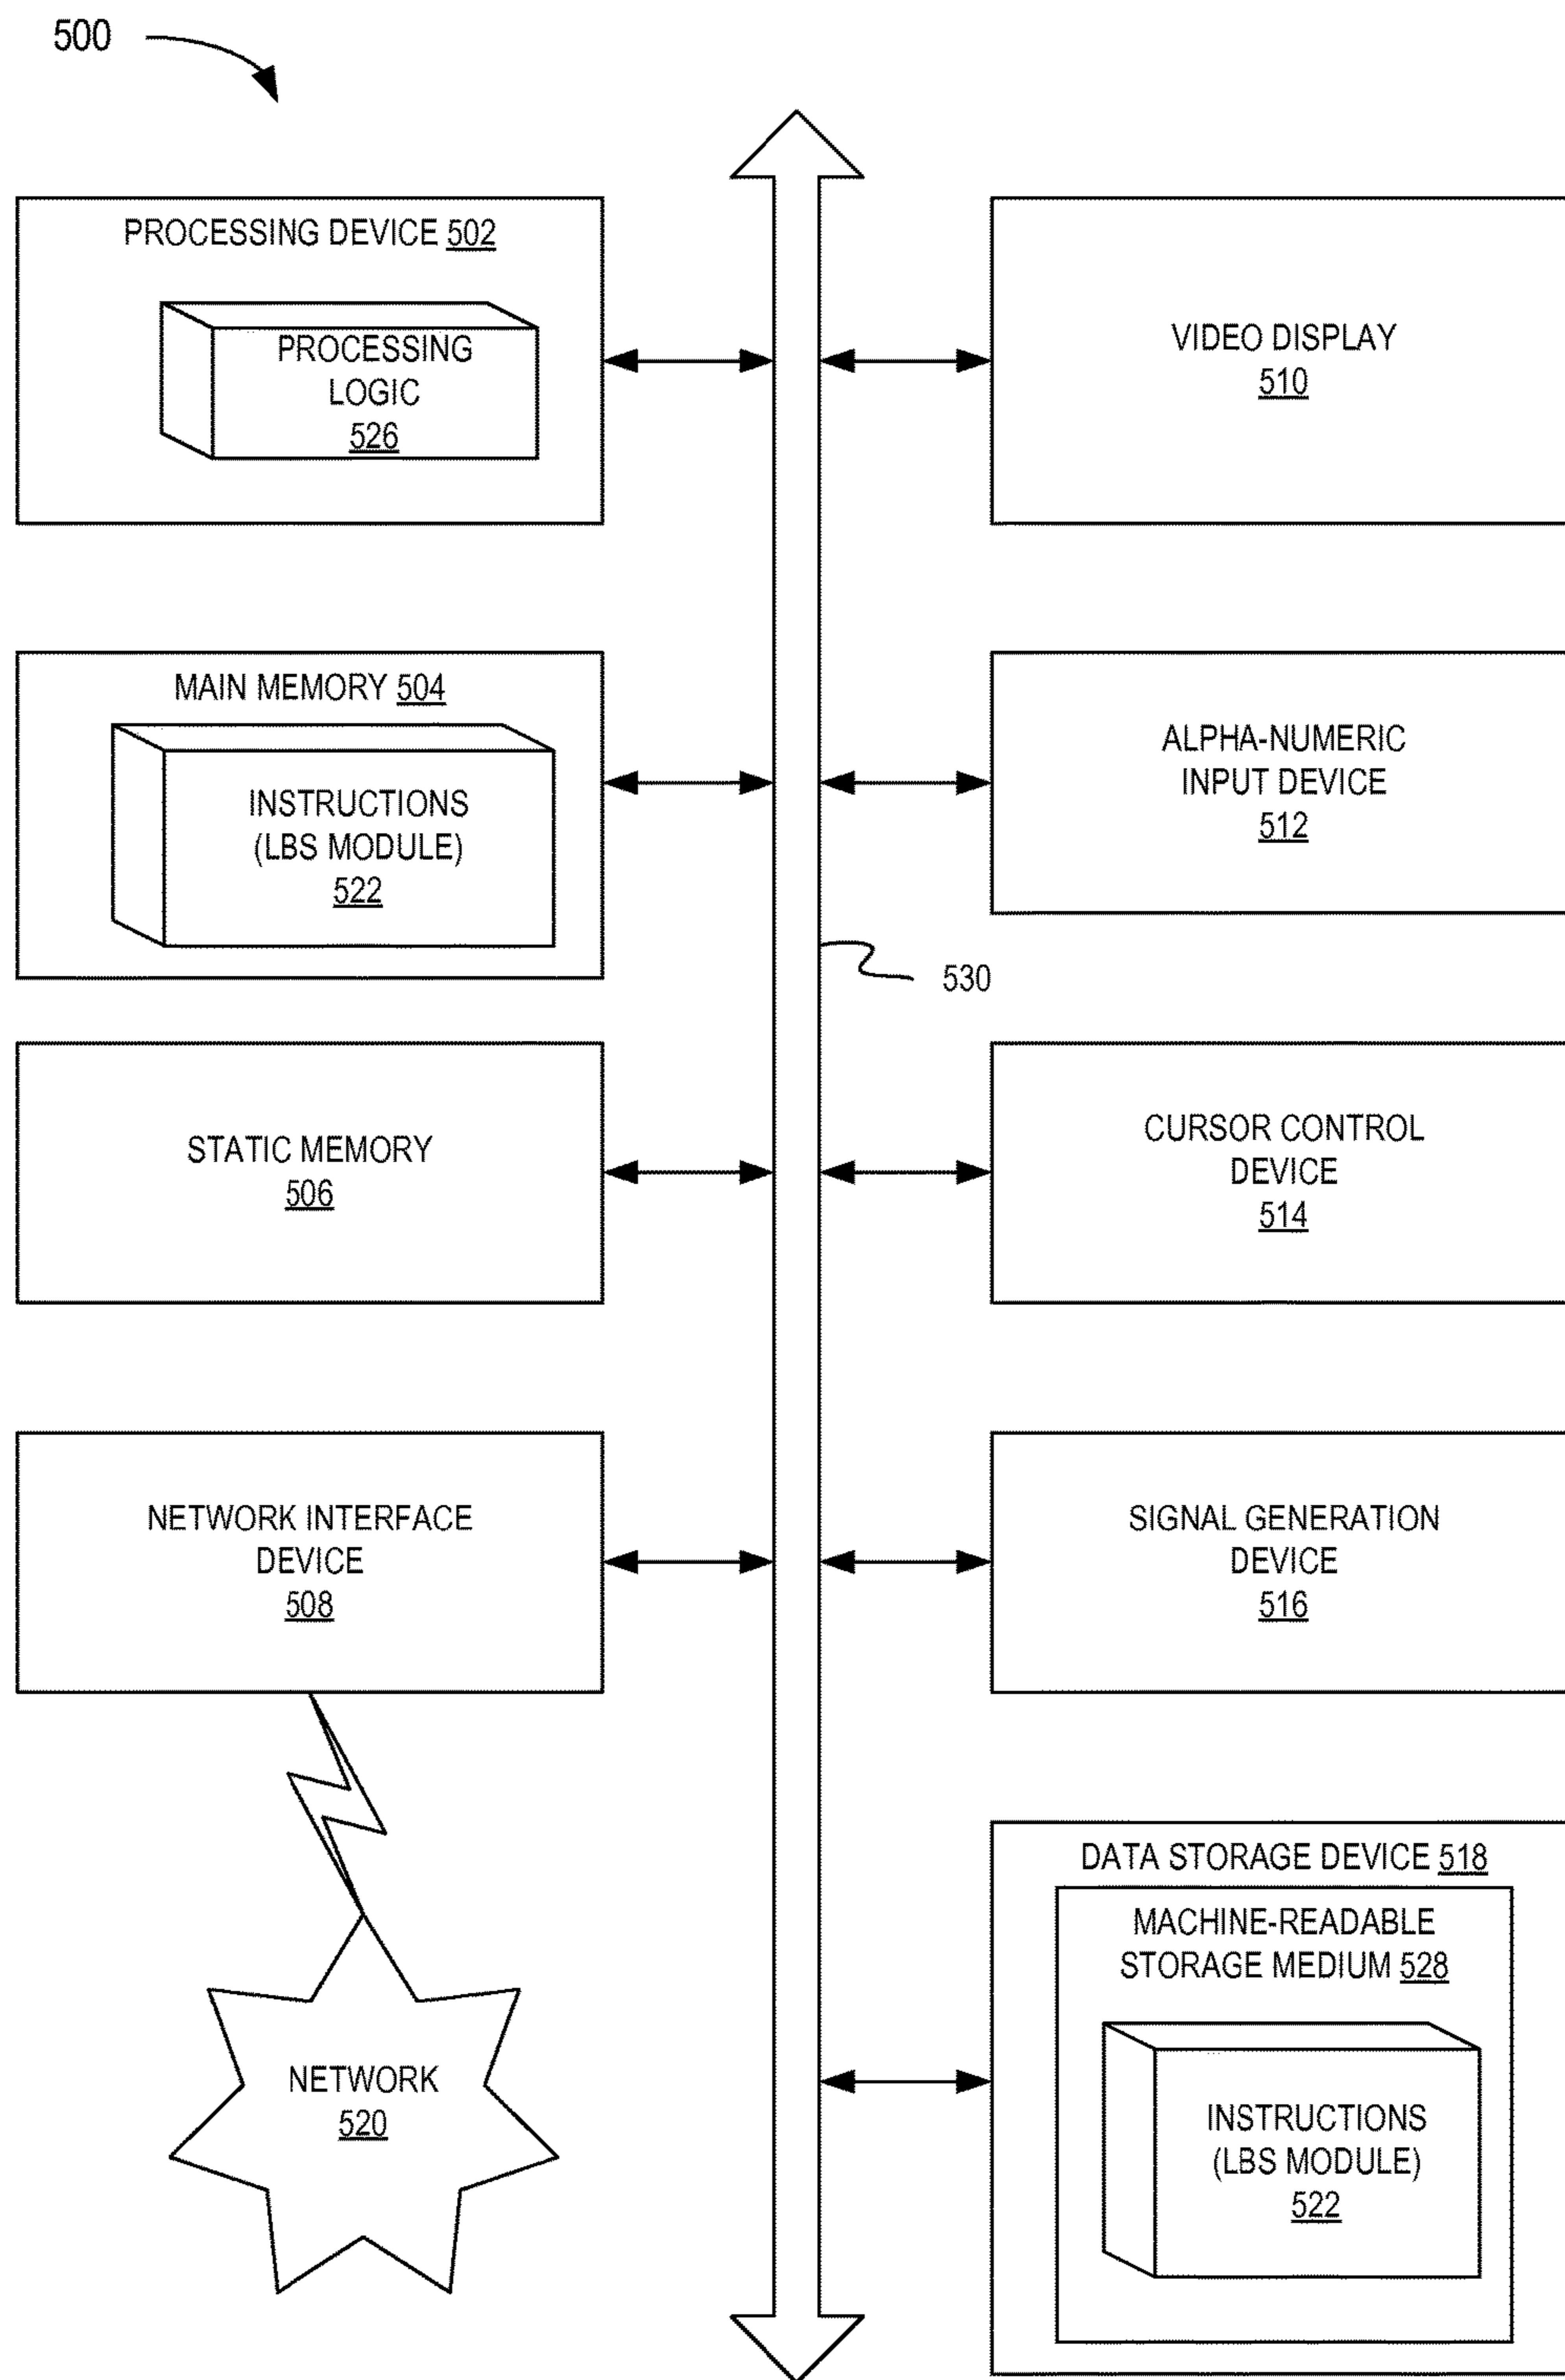 500
PROCESSING DEVICE 502
PROCESSING
LOGIC
526
VIDEO DISPLAY
510
MAIN MEMORY 504
INSTRUCTIONS
(LBS MODULE)
522
ALPHA-NUMERIC
INPUT DEVICE
512
530
STATIC MEMORY
506
CURSOR CONTROL
DEVICE
514
NETWORK INTERFACE
DEVICE
508
SIGNAL GENERATION
DEVICE
516
DATA STORAGE DEVICE 518
MACHINE-READABLE
STORAGE MEDIUM 528
INSTRUCTIONS
(LBS MODULE)
522
NETWORK
520